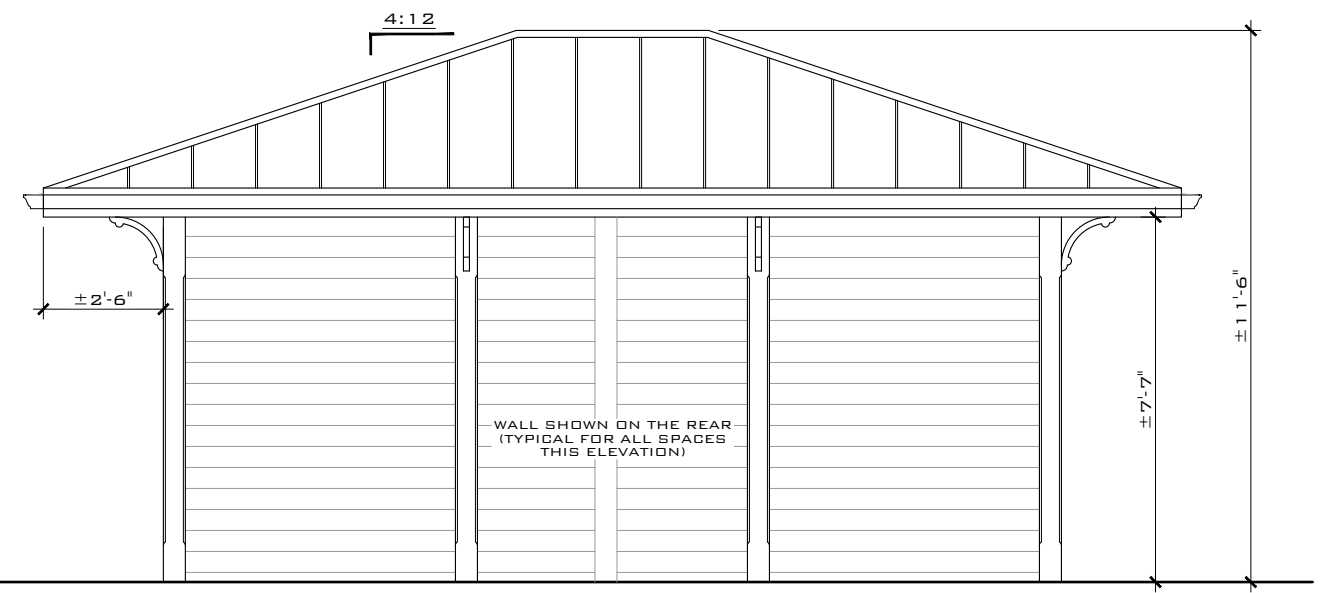 4:12
±2'-6"
±11'-6"
±7'-7"
WALL SHOWN ON THE REAR
(TYPICAL FOR ALL SPACES
THIS ELEVATION)